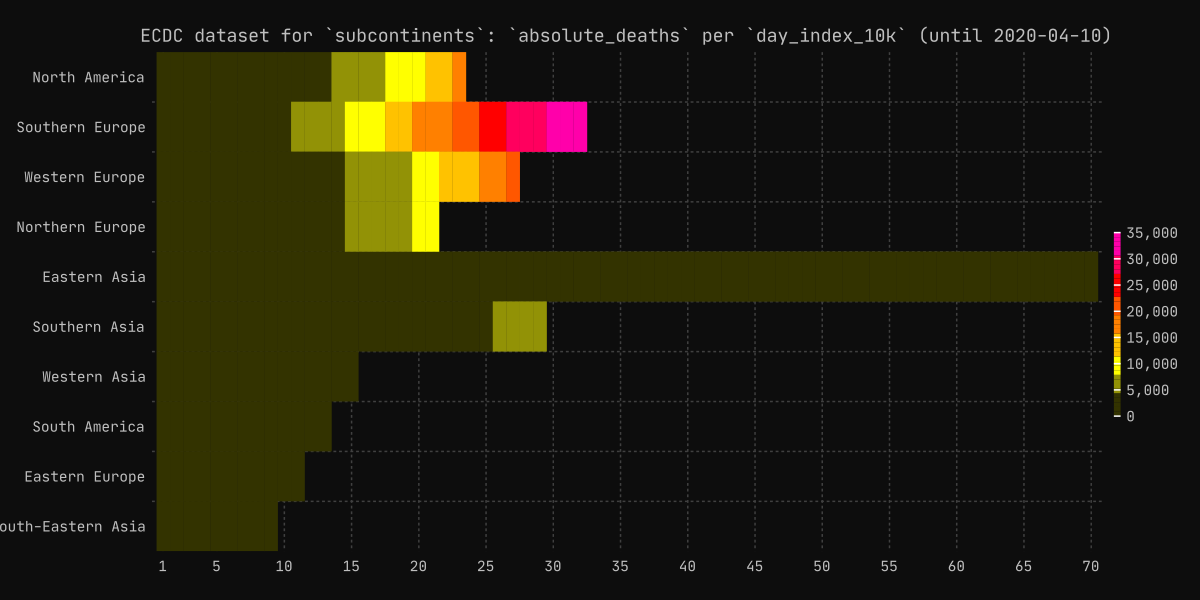 ECDC dataset for `subcontinents`: `absolute_deaths` per `day_index_10k` (until 2020-04-10)
North America
Southern Europe
Western Europe
Northern Europe
Eastern Asia
Southern Asia
Western Asia
South America
Eastern Europe
outh-Eastern Asia
1 5 10 15 20 25 30 35 40 45 50 55 60 65 70
35,000
30,000
25,000
20,000
15,000
10,000
5,000
0